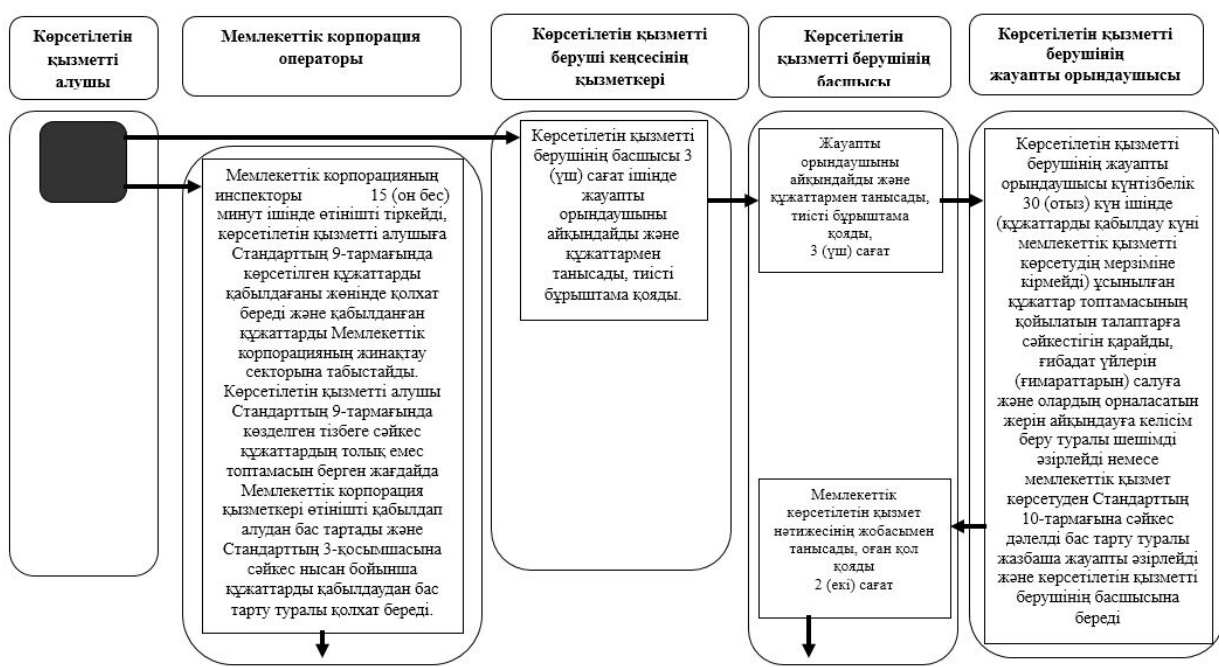 Көрсетілетін
қызметті
алушы
Мемлекеттік корпорация
операторы
Көрсетілетін қызметті
беруші кеңсесінің
қызметкері
Көрсетілетін
қызметті берушінің
басшысы
Көрсетілетін қызметті
берушінің
жауапты орындаушысы
Мемлекеттік корпорацияның
инспекторы 15 (он бес)
минут ішінде өтінішті тіркейді,
көрсетілетін қызметті алушыға
Стандарттың 9-тармағында
көрсетілген құжаттарды
қабылдағаны жөнінде қолхат
береді және қабылданған
құжаттарды Мемлекеттік
корпорацияның жинақтау
секторына табыстайды.
Көрсетілетін қызметті алушы
Стандарттың 9-тармағында
көзделген тізбеге сәйкес
құжаттардың толық емес
топтамасын берген жағдайда
Мемлекеттік корпорация
қызметкері өтінішті қабылдап
алудан бас тартады және
Стандарттың 3-қосымшасына
сәйкес нысан бойынша
құжаттарды қабылдаудан бас
тарту туралы қолхат береді.
Көрсетілетін қызметті
берушінің басшысы 3
(үш) сағат ішінде
жауапты
орындаушыны
айқындайды және
құжаттармен
танысады, тиісті
бұрыштама қояды.
Жауапты
орындаушыны
айқындайды және
құжаттармен танысады,
тиісті бұрыштама
қояды,
3 (үш) сағат
Мемлекеттік
көрсетілетін қызмет
нәтижесінің жобасымен
танысады, оған қол
қояды
2 (екі) сағат
Көрсетілетін қызметті
берушінің жауапты
орындаушысы күнтізбелік
30 (отыз) күн ішінде
(құжаттарды қабылдау күні
мемлекеттік қызметті
көрсетудің мерзіміне
кірмейді) ұсынылған
құжаттар топтамасының
қойылатын талаптарға
сәйкестігін қарайды,
ғибадат үйлерін
(ғимараттарын) салуға
және олардың орналасатын
жерін айқындауға келісім
беру туралы шешімді
әзірлейді немесе
мемлекеттік қызмет
көрсетуден Стандарттың
10-тармағына сәйкес
дәлелді бас тарту туралы
жазбаша жауапты әзірлейді
және көрсетілетін қызметті
берушінің басшысына
береді